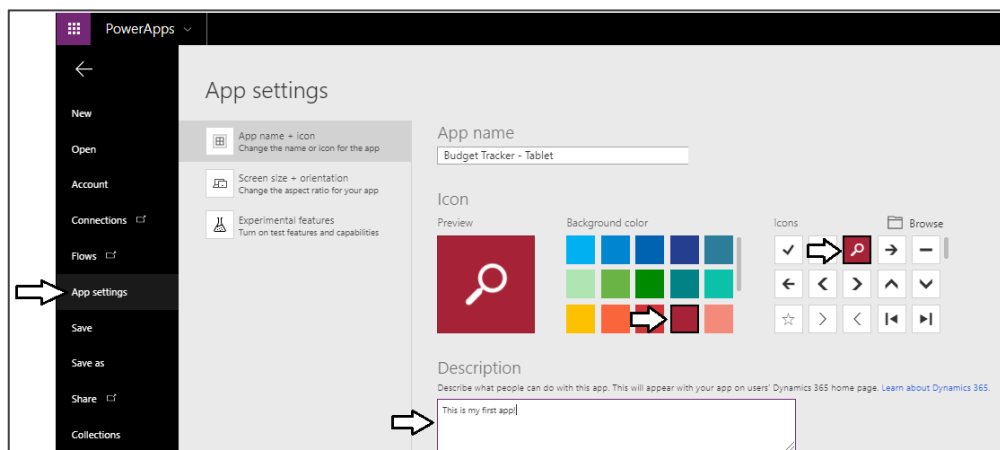 PowerApps
New
Open
Account
Connections
Flows
App settings
Save
Save as
Share
Collections
App settings
App name + icon
Change the name or icon for the app
Screen size + orientation
Change the aspect ratio for your app
Experimental features
Turn on test features and capabilities
App name
Budget Tracker - Tablet
Icon
Preview
Background color
Icons
Browse
Description
Describe what people can do with this app. This will appear with your app on users' Dynamics 365 home page. Learn about Dynamics 365.
This is my first app!